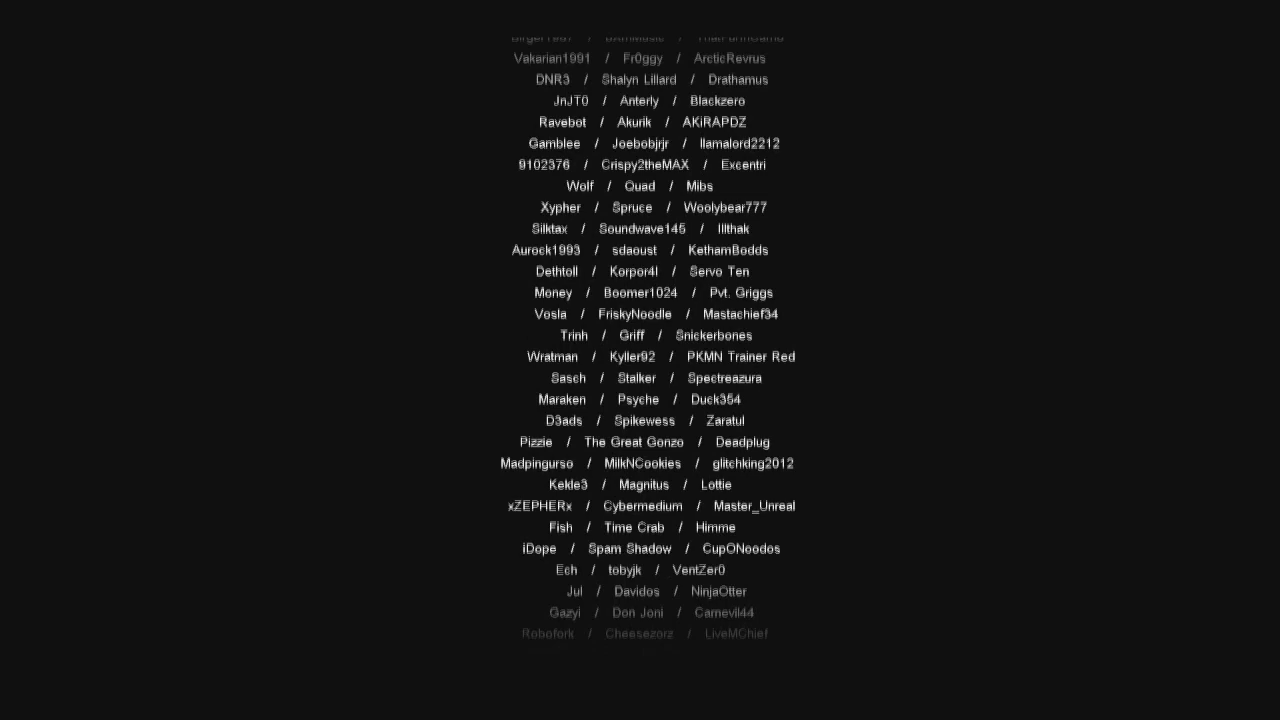 Vakarian1991 / Fr0ggy / ArcticRevrus
DNR3 / Shalyn Lillard / Drathamus
JnJT0 / Anterly / Blackzero
Ravebot / Akurik / AKiRAPDZ
Gamblee / Joebobjrjr / llamalord2212
9102376 / Crispy2theMAX / Excentri
Wolf / Quad / Mibs
Xypher / Spruce / Woolybear777
Silktax / Soundwave145 / Illthak
Aurock1993 / sdaoust / KethamBodds
Dethtoll / Korpor4l / Servo Ten
Money / Boomer1024 / Pvt. Griggs
Vosla / FriskyNoodle / Mastachief34
Trinh / Griff / Snickerbones
Wratman / Kyller92 / PKMN Trainer Red
Sasch / Stalker / Spectreazura
Maraken / Psyche / Duck354
D3ads / Spikewess / Zaratul
Pizzie / The Great Gonzo / Deadplug
Madpingurso / MilkNCookies / glitchking2012
Kekle3 / Magnitus / Lottie
xZEPHERx / Cybermedium / Master_Unreal
Fish / Time Crab / Himme
iDope / Spam Shadow / CupONoodos
Ech / tobyjk / VentZer0
Jul / Davidos / NinjaOtter
Gazyi / Don Joni / Carnevil44
Robofork / Cheesezorz / LiveMChief